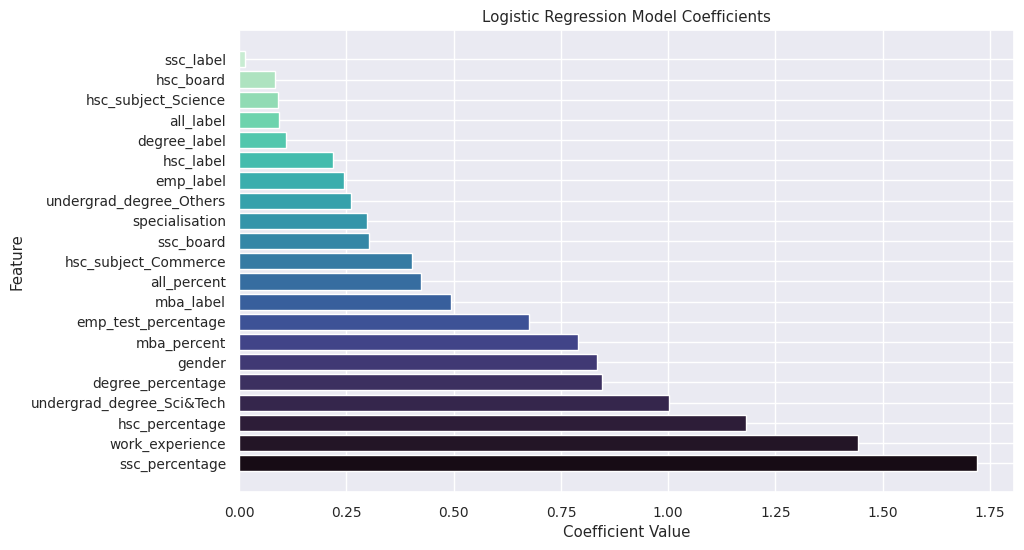 Logistic Regression Model Coefficients
Feature
ssc_label
hsc_board
hsc_subject_Science
all_label
degree_label
hsc_label
emp_label
undergrad_degree_Others
specialisation
ssc_board
hsc_subject_Commerce
all_percent
mba_label
emp_test_percentage
mba_percent
gender
degree_percentage
undergrad_degree_Sci&Tech
hsc_percentage
work_experience
ssc_percentage
0.00 0.25 0.50 0.75 1.00 1.25 1.50 1.75
Coefficient Value